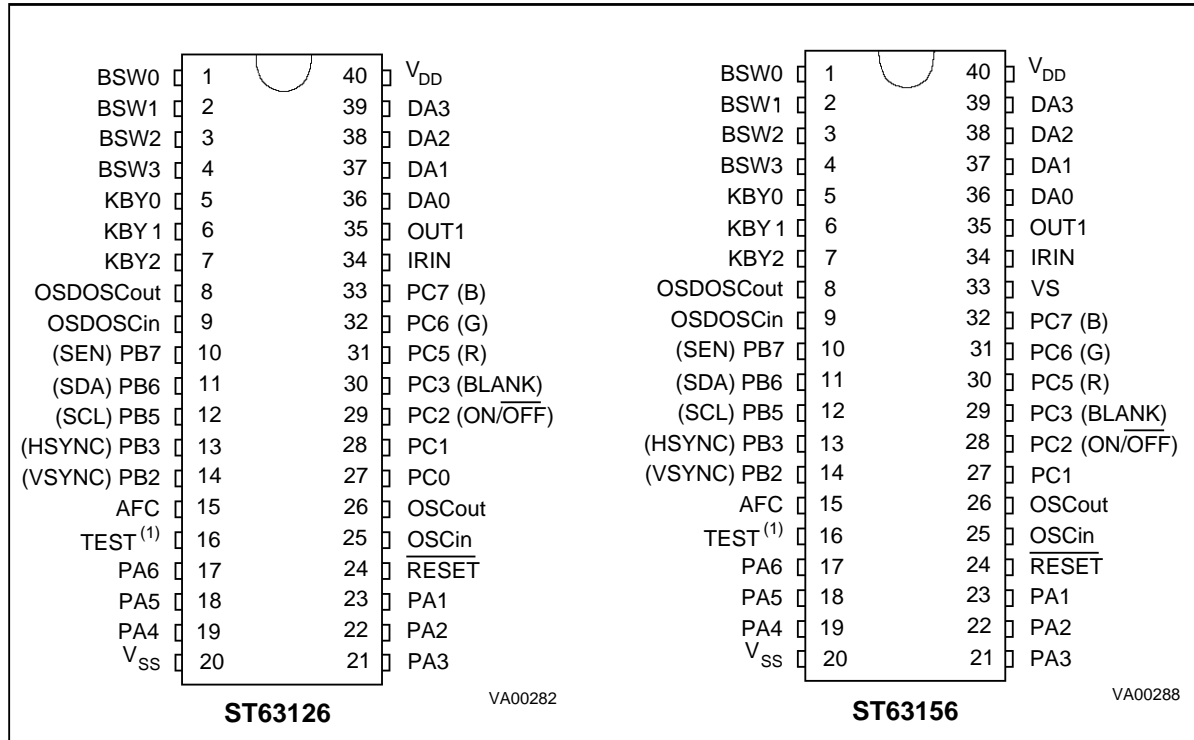 BSW0 1 40 VDD
BSW1 2 39 DA3
BSW2 3 38 DA2
BSW3 4 37 DA1
KBY0 5 36 DA0
KBY1 6 35 OUT1
KBY2 7 34 IRIN
OSDOSCout 8 33 PC7 (B)
OSDOSCin 9 32 PC6 (G)
(SEN) PB7 10 31 PC5 (R)
(SDA) PB6 11 30 PC3 (BLANK)
(SCL) PB5 12 29 PC2 (ON/OFF)
(HSYNC) PB3 13 28 PC1
(VSYNC) PB2 14 27 PC0
AFC 15 26 OSCout
TEST (1) 16 25 OSCin
PA6 17 24 RESET
PA5 18 23 PA1
PA4 19 22 PA2
VSS 20 21 PA3
ST63126
VA00282
BSW0 1 40 VDD
BSW1 2 39 DA3
BSW2 3 38 DA2
BSW3 4 37 DA1
KBY0 5 36 DA0
KBY1 6 35 OUT1
KBY2 7 34 IRIN
OSDOSCout 8 33 VS
OSDOSCin 9 32 PC7 (B)
(SEN) PB7 10 31 PC6 (G)
(SDA) PB6 11 30 PC5 (R)
(SCL) PB5 12 29 PC3 (BLANK)
(HSYNC) PB3 13 28 PC2 (ON/OFF)
(VSYNC) PB2 14 27 PC1
AFC 15 26 OSCout
TEST (1) 16 25 OSCin
PA6 17 24 RESET
PA5 18 23 PA1
PA4 19 22 PA2
VSS 20 21 PA3
ST63156
VA00288